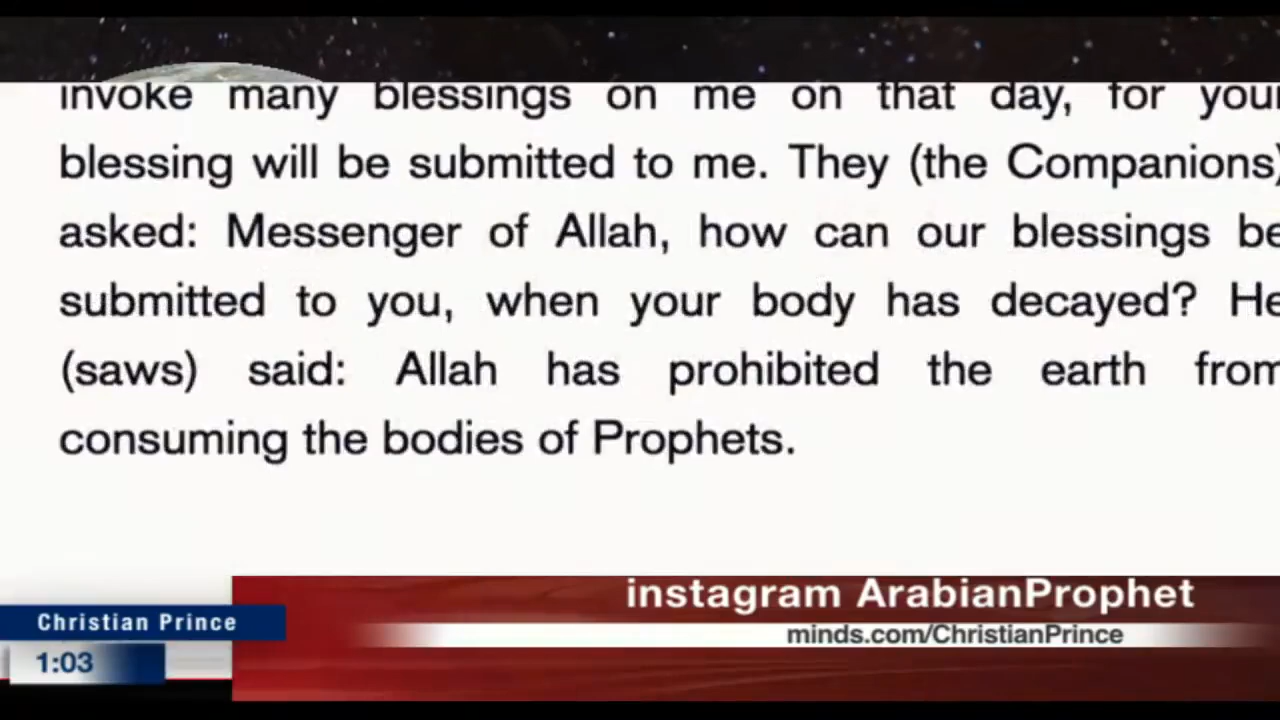 invoke many blessings on me on that day, for your
blessing will be submitted to me. They (the Companions)
asked: Messenger of Allah, how can our blessings be
submitted to you, when your body has decayed? He
(saws) said: Allah has prohibited the earth from
consuming the bodies of Prophets.
instagram ArabianProphet
Christian Prince
minds.com/ChristianPrince
1:03